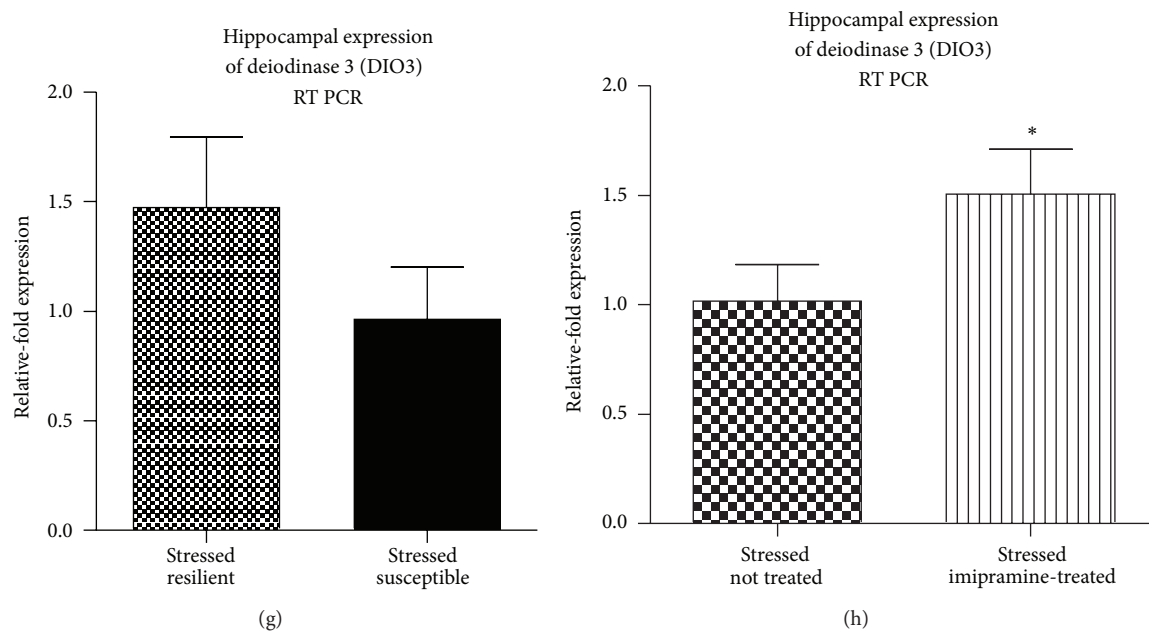 Hippocampal expression
of deiodinase 3 (DIO3)
RT PCR
2.0
1.5
1.0
0.5
0.0
Relative-fold expression
Stressed
resilient
Stressed
susceptible
(g)
Hippocampal expression
of deiodinase 3 (DIO3)
RT PCR
2.0
1.5
1.0
0.5
0.0
Relative-fold expression
*
Stressed
not treated
Stressed
imipramine-treated
(h)